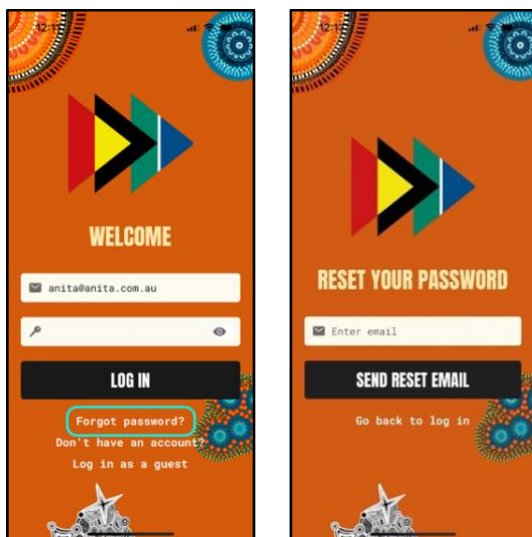 WELCOME
anita@anita.com.au
LOG IN
Forgot password?
Don't have an account?
Log in as a guest
RESET YOUR PASSWORD
Enter email
SEND RESET EMAIL
Go back to log in